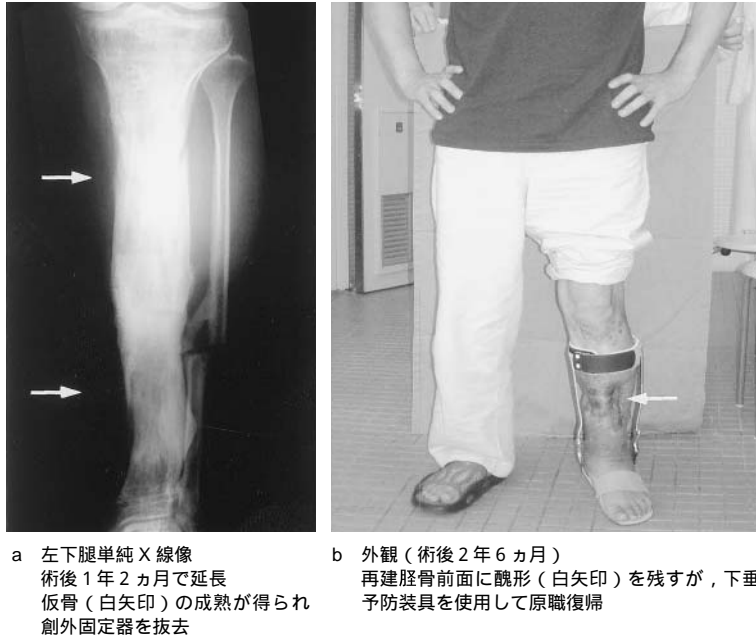 a 左下腿単純X線像
術後1年2ヵ月で延長
仮骨（白矢印）の成熟が得られ
創外固定器を抜去
b 外観（術後2年6ヵ月）
再建脛骨前面に醜形（白矢印）を残すが，下垂
予防装具を使用して原職復帰